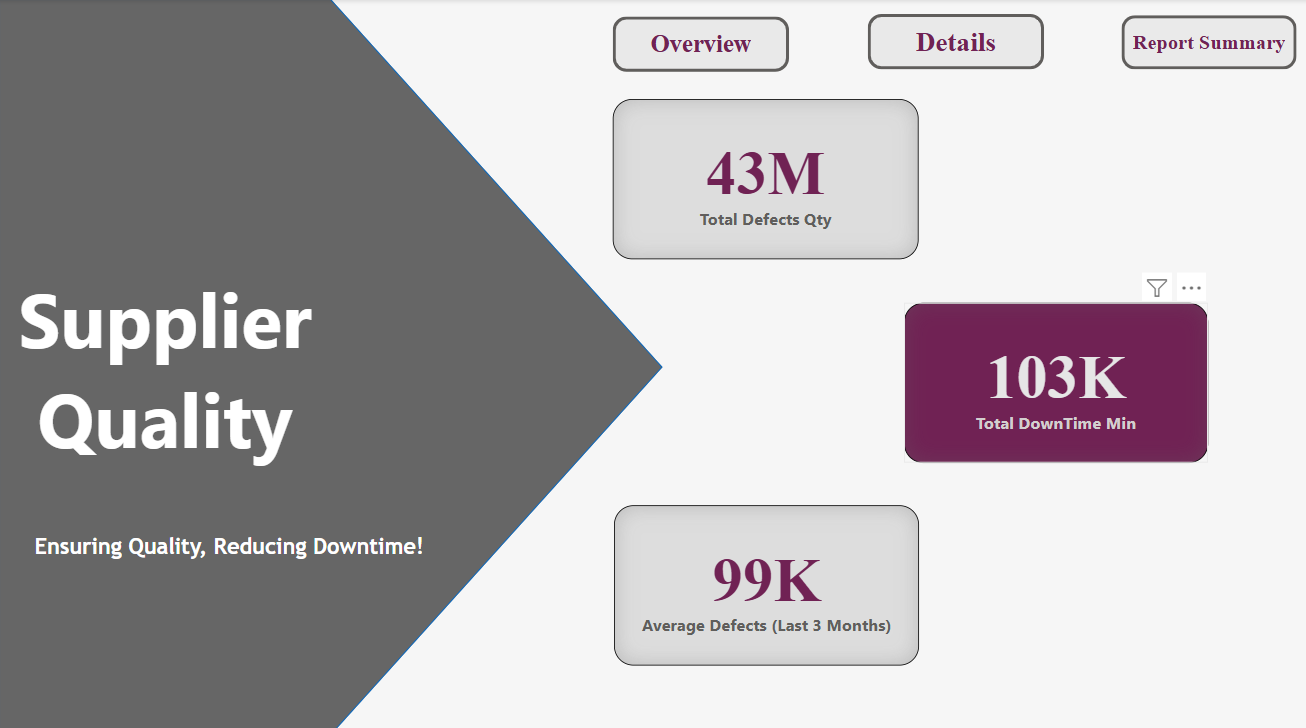 Overview
Details
Report Summary
43M
Total Defects Qty
Supplier
Quality
Ensuring Quality, Reducing Downtime!
103K
Total DownTime Min
99K
Average Defects (Last 3 Months)